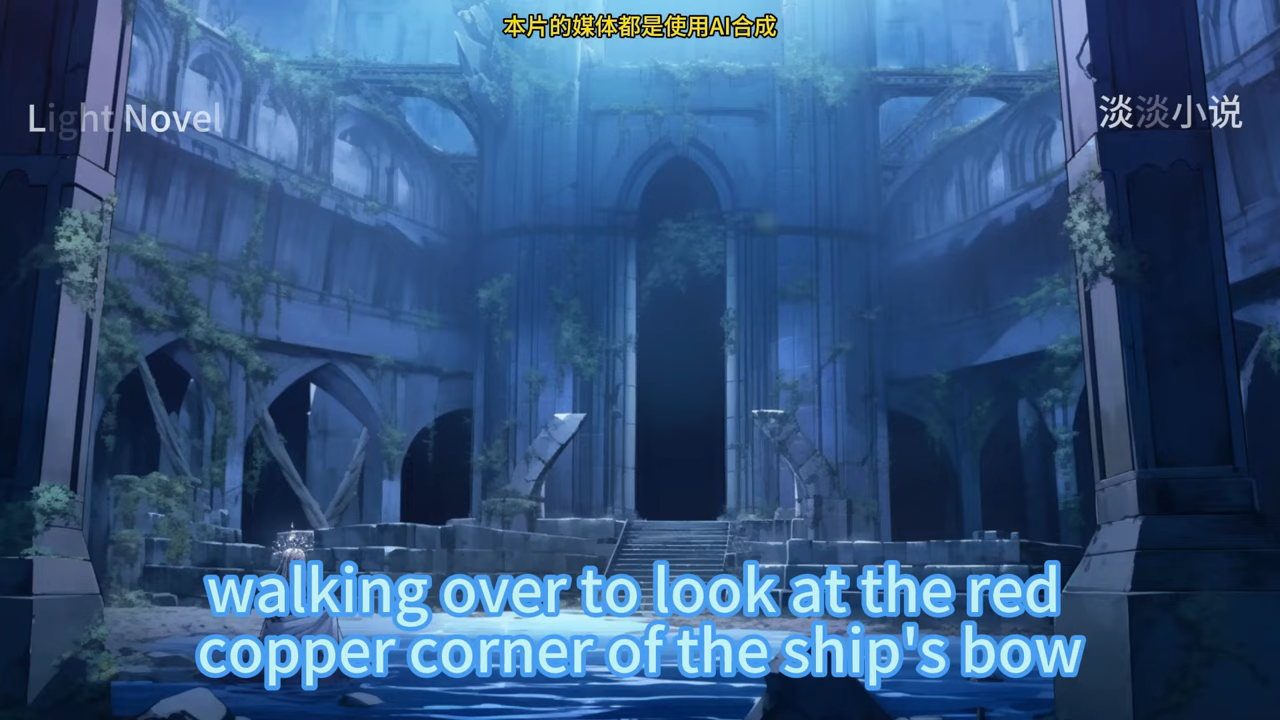 本片的媒体都是使用AI合成
Light Novel
淡淡小说
walking over to look at the red
copper corner of the ship's bow